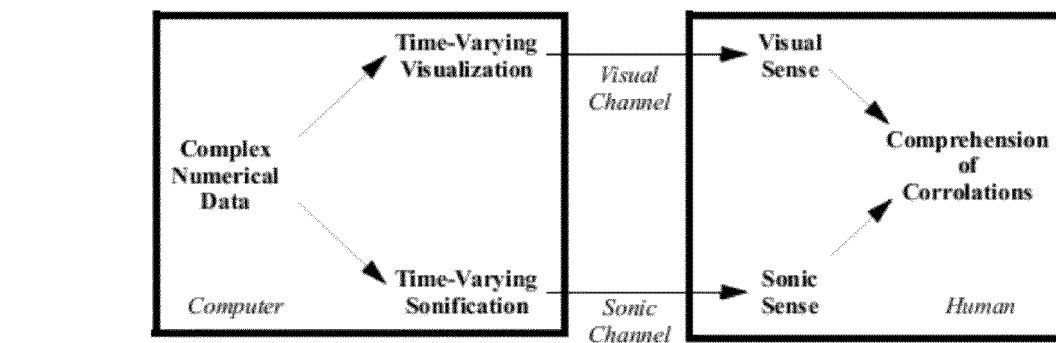 Time-Varying
Visualization
Visual
Channel
Visual
Sense
Complex
Numerical
Data
Comprehension
of
Corrolations
Time-Varying
Sonification
Computer
Sonic
Channel
Sonic
Sense
Human